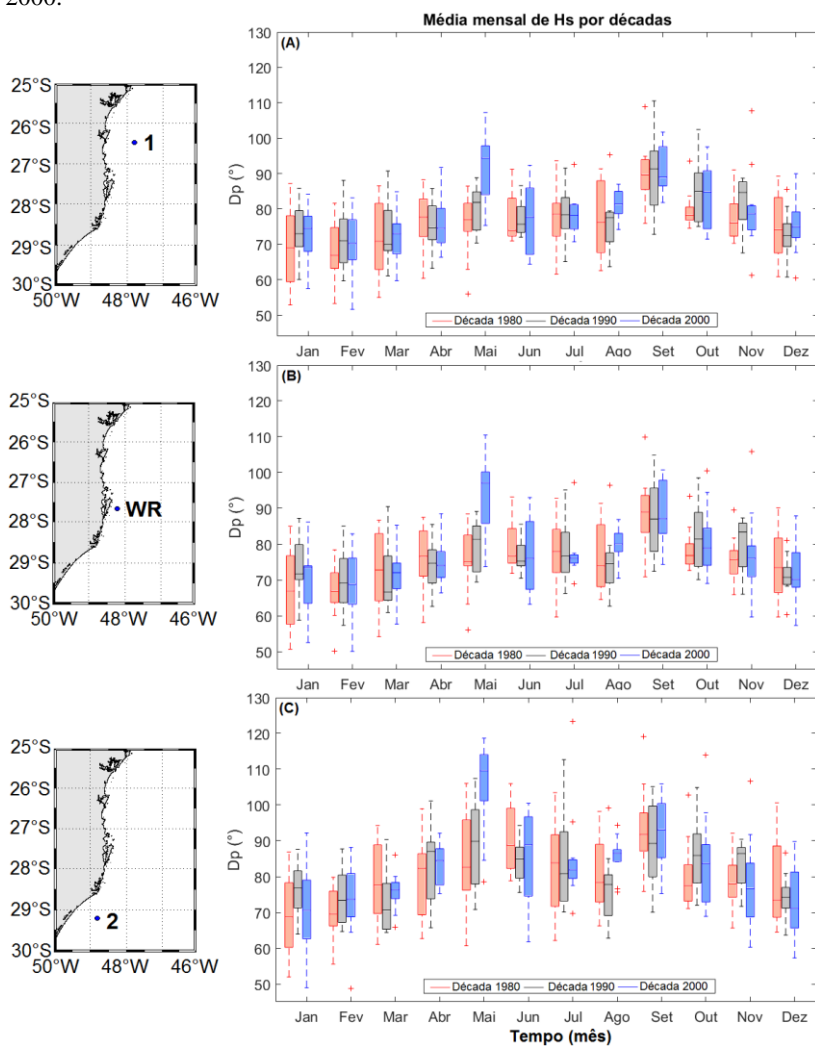 2000.
Média mensal de Hs por décadas
(A)
25°S
26°S
27°S
28°S
29°S
30°S
50°W 48°W 46°W
1
Dp (°)
130
120
110
100
90
80
70
60
50
Década 1980 Década 1990 Década 2000
Jan Fev Mar Abr Mai Jun Jul Ago Set Out Nov Dez
(B)
25°S
26°S
27°S
28°S
29°S
30°S
50°W 48°W 46°W
WR
Dp (°)
130
120
110
100
90
80
70
60
50
Década 1980 Década 1990 Década 2000
Jan Fev Mar Abr Mai Jun Jul Ago Set Out Nov Dez
(C)
25°S
26°S
27°S
28°S
29°S
30°S
50°W 48°W 46°W
2
Dp (°)
130
120
110
100
90
80
70
60
50
Década 1980 Década 1990 Década 2000
Jan Fev Mar Abr Mai Jun Jul Ago Set Out Nov Dez
Tempo (mês)